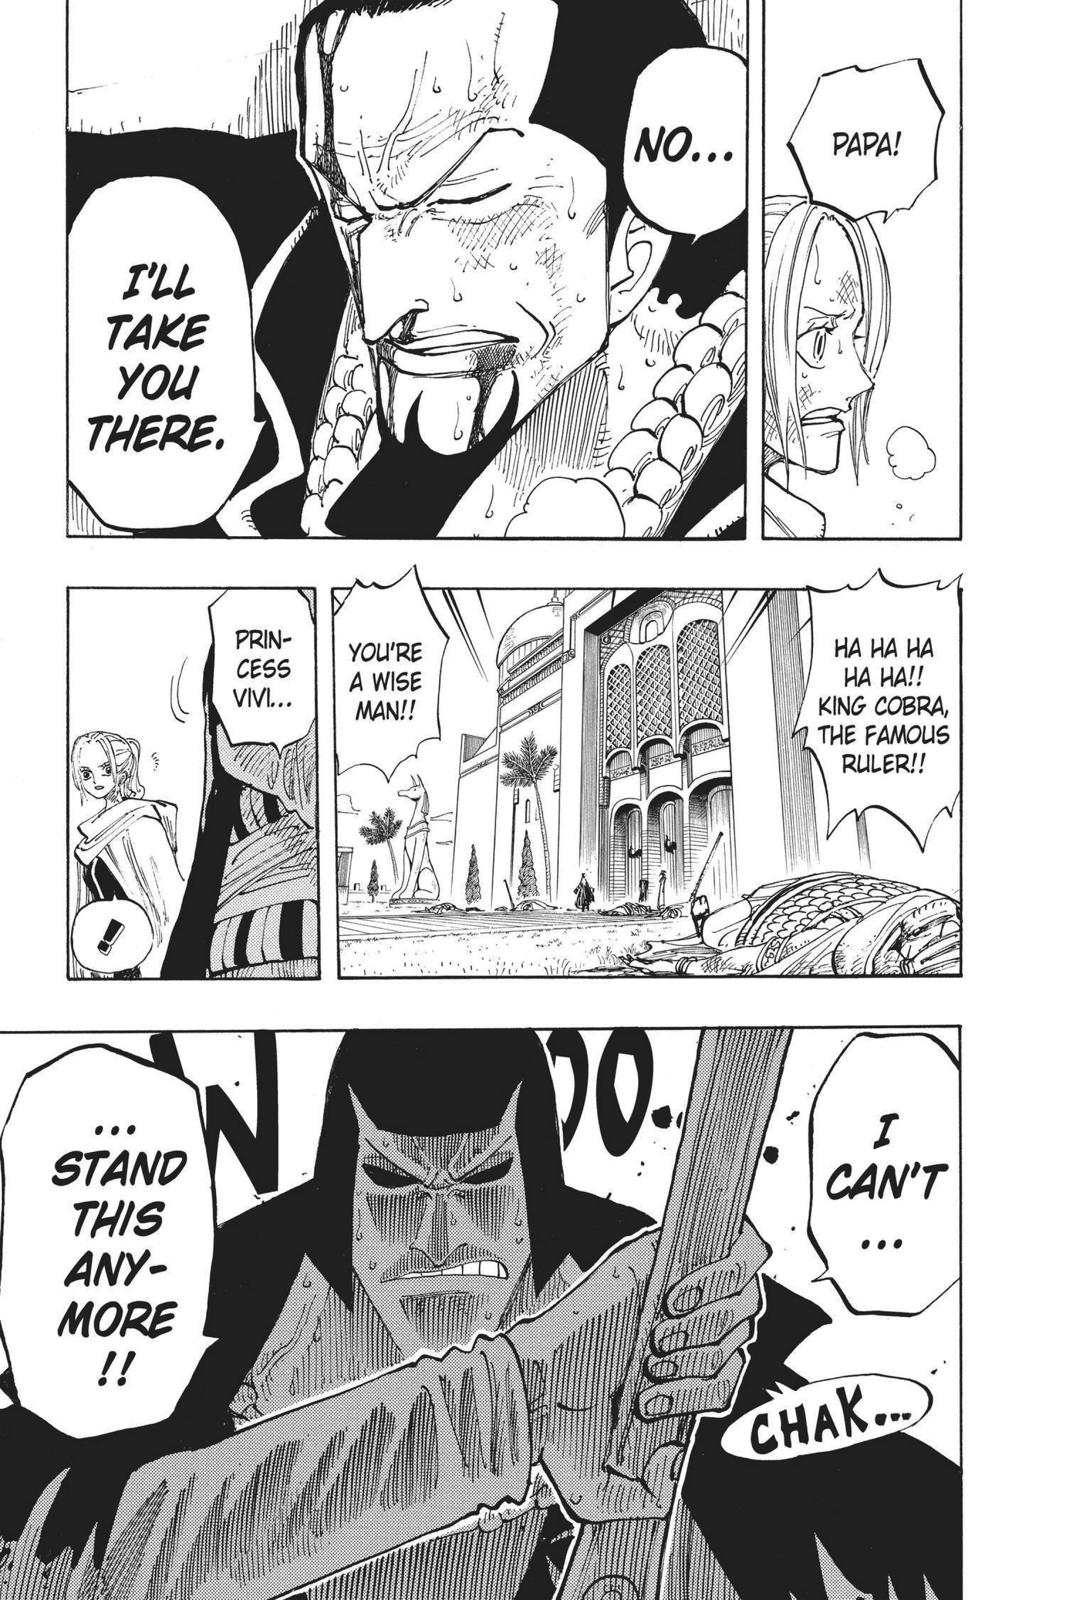 PAPA!
NO...
I'LL
TAKE
YOU
THERE.
HA HA HA
HA HA!!
KING COBRA,
THE FAMOUS
RULER!!
YOU'RE
A WISE
MAN!!
PRIN-
CESS
VIVI...
!
I
CAN'T
...
CHAK...
...
STAND
THIS
ANY-
MORE
!!